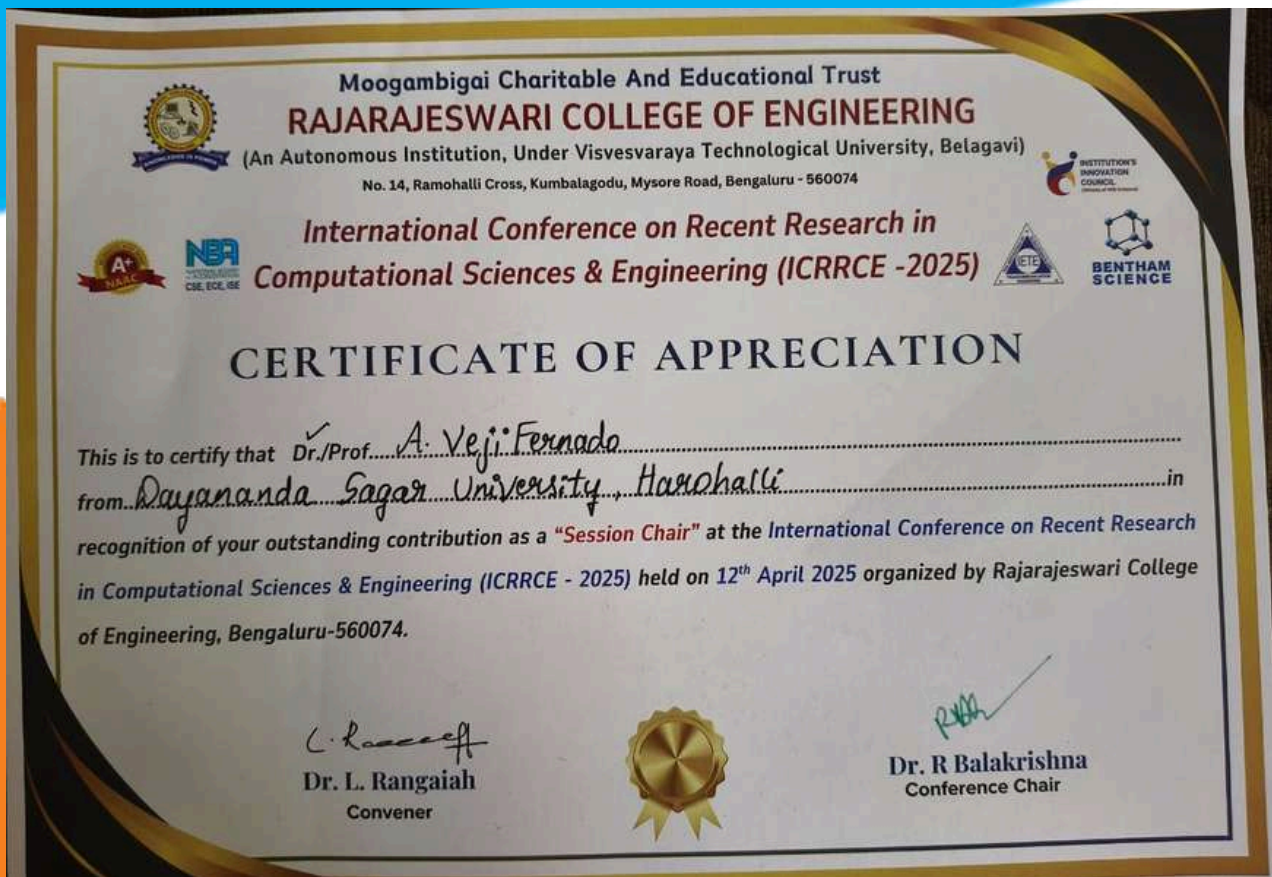 Moogambigai Charitable And Educational Trust
RAJARAJESWARI COLLEGE OF ENGINEERING
(An Autonomous Institution, Under Visvesvaraya Technological University, Belagavi)
No. 14, Ramohalli Cross, Kumbalagodu, Mysore Road, Bengaluru - 560074
INSTITUTION'S
INNOVATION
COUNCIL
International Conference on Recent Research in
Computational Sciences & Engineering (ICRRCE -2025)
A+
NAAC
NBA
CSE, ECE, ISE
IETE
BENTHAM
SCIENCE
CERTIFICATE OF APPRECIATION
This is to certify that Dr./Prof.....A. Veji Fernado
from..Dayananda Sagar University, Harohalli in
recognition of your outstanding contribution as a "Session Chair" at the International Conference on Recent Research
in Computational Sciences & Engineering (ICRRCE - 2025) held on 12th April 2025 organized by Rajarajeswari College
of Engineering, Bengaluru-560074.
Dr. L. Rangaiah
Convener
Dr. R Balakrishna
Conference Chair